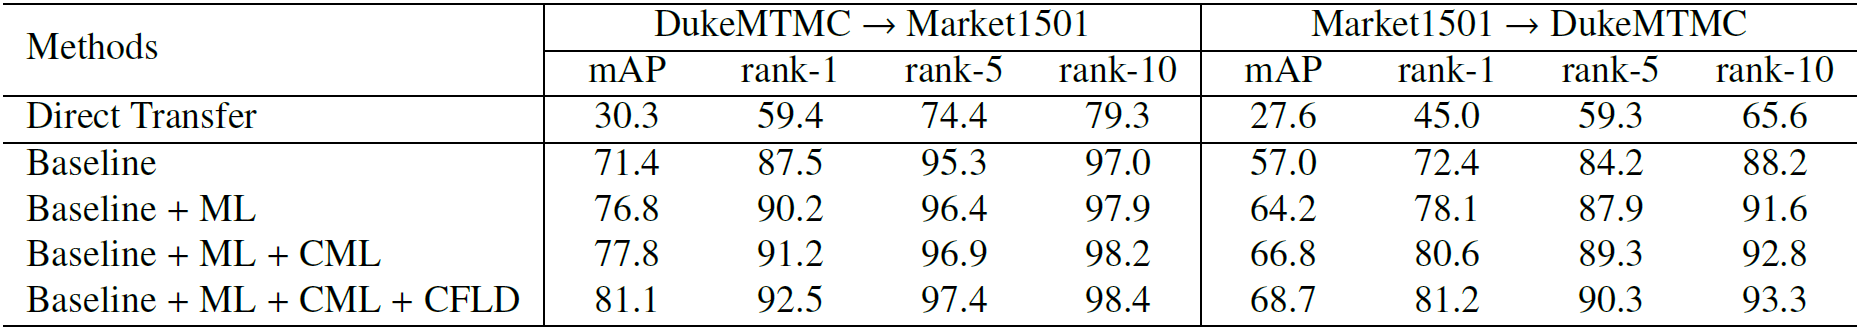 Methods DukeMTMC → Market1501 Market1501 → DukeMTMC
mAP rank-1 rank-5 rank-10 mAP rank-1 rank-5 rank-10
Direct Transfer 30.3 59.4 74.4 79.3 27.6 45.0 59.3 65.6
Baseline 71.4 87.5 95.3 97.0 57.0 72.4 84.2 88.2
Baseline + ML 76.8 90.2 96.4 97.9 64.2 78.1 87.9 91.6
Baseline + ML + CML 77.8 91.2 96.9 98.2 66.8 80.6 89.3 92.8
Baseline + ML + CML + CFLD 81.1 92.5 97.4 98.4 68.7 81.2 90.3 93.3